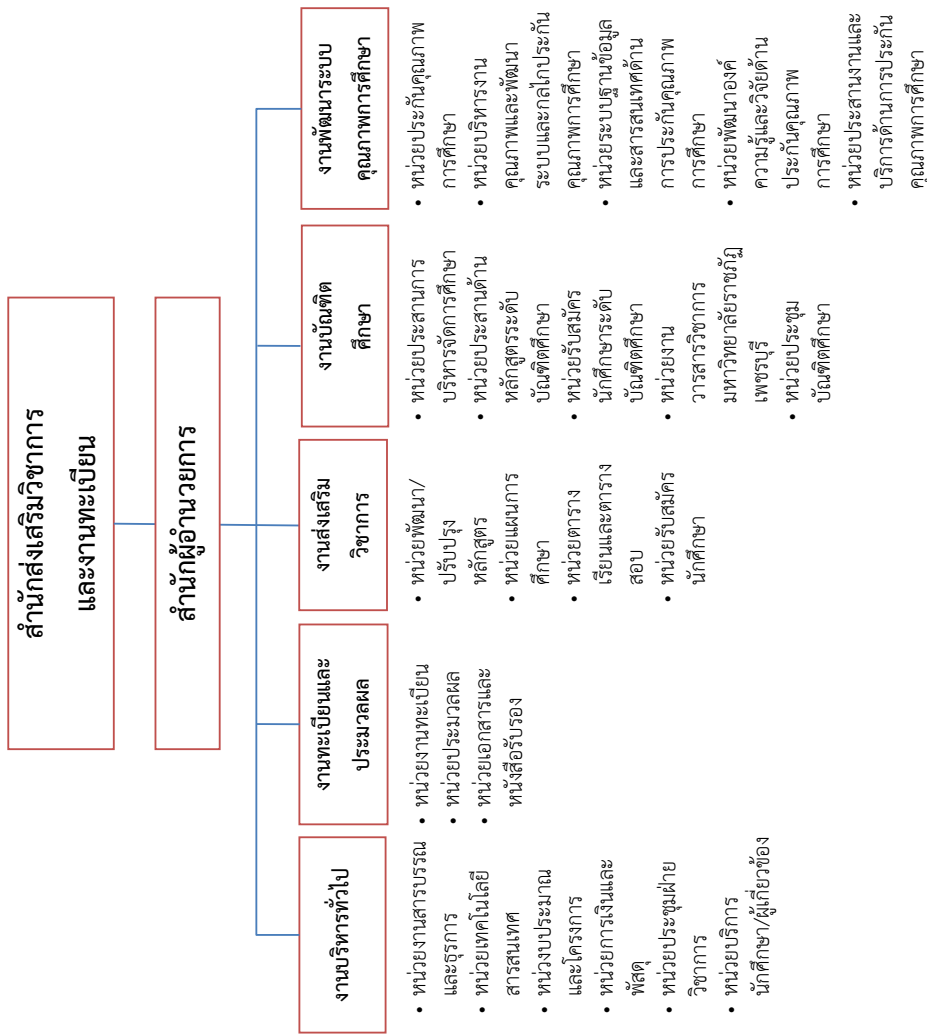 สำนักส่งเสริมวิชาการ
และงานทะเบียน
สำนักผู้อำนวยการ
งานบริหารทั่วไป
• หน่วยงานสารบรรณ
และธุรการ
• หน่วยเทคโนโลยี
สารสนเทศ
• หน่วงบประมาณ
และโครงการ
• หน่วยการเงินและ
พัสดุ
• หน่วยประชุมฝ่าย
วิชาการ
• หน่วยบริการ
นักศึกษา/ผู้เกี่ยวข้อง
งานทะเบียนและ
ประมวลผล
• หน่วยงานทะเบียน
• หน่วยประมวลผล
• หน่วยเอกสารและ
หนังสือรับรอง
งานส่งเสริม
วิชาการ
• หน่วยพัฒนา/
ปรับปรุง
หลักสูตร
• หน่วยแผนการ
ศึกษา
• หน่วยตาราง
เรียนและตาราง
สอบ
• หน่วยรับสมัคร
นักศึกษา
งานบัณฑิต
ศึกษา
• หน่วยประสานการ
บริหารจัดการศึกษา
• หน่วยประสานด้าน
หลักสูตรระดับ
บัณฑิตศึกษา
• หน่วยรับสมัคร
นักศึกษาระดับ
บัณฑิตศึกษา
• หน่วยงาน
วารสารวิชาการ
มหาวิทยาลัยราชภัฏ
เพชรบุรี
• หน่วยประชุม
บัณฑิตศึกษา
งานพัฒนาระบบ
คุณภาพการศึกษา
• หน่วยประกันคุณภาพ
การศึกษา
• หน่วยบริหารงาน
คุณภาพและพัฒนา
ระบบและกลไกประกัน
คุณภาพการศึกษา
• หน่วยระบบฐานข้อมูล
และสารสนเทศด้าน
การประกันคุณภาพ
การศึกษา
• หน่วยพัฒนาองค์
ความรู้และวิจัยด้าน
ประกันคุณภาพ
การศึกษา
• หน่วยประสานงานและ
บริการด้านการประกัน
คุณภาพการศึกษา